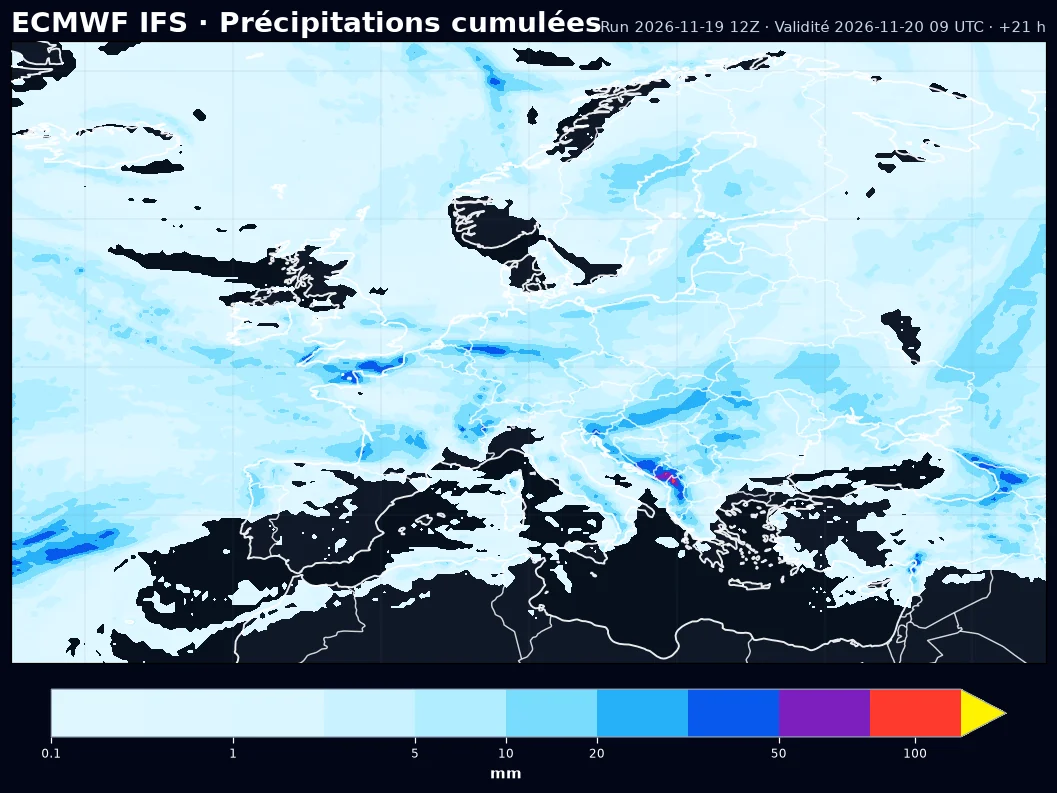 ECMWF IFS · Précipitations cumulées
Run 2026-11-19 12Z · Validité 2026-11-20 09 UTC · +21 h
0.1 1 5 10 20 50 100
mm